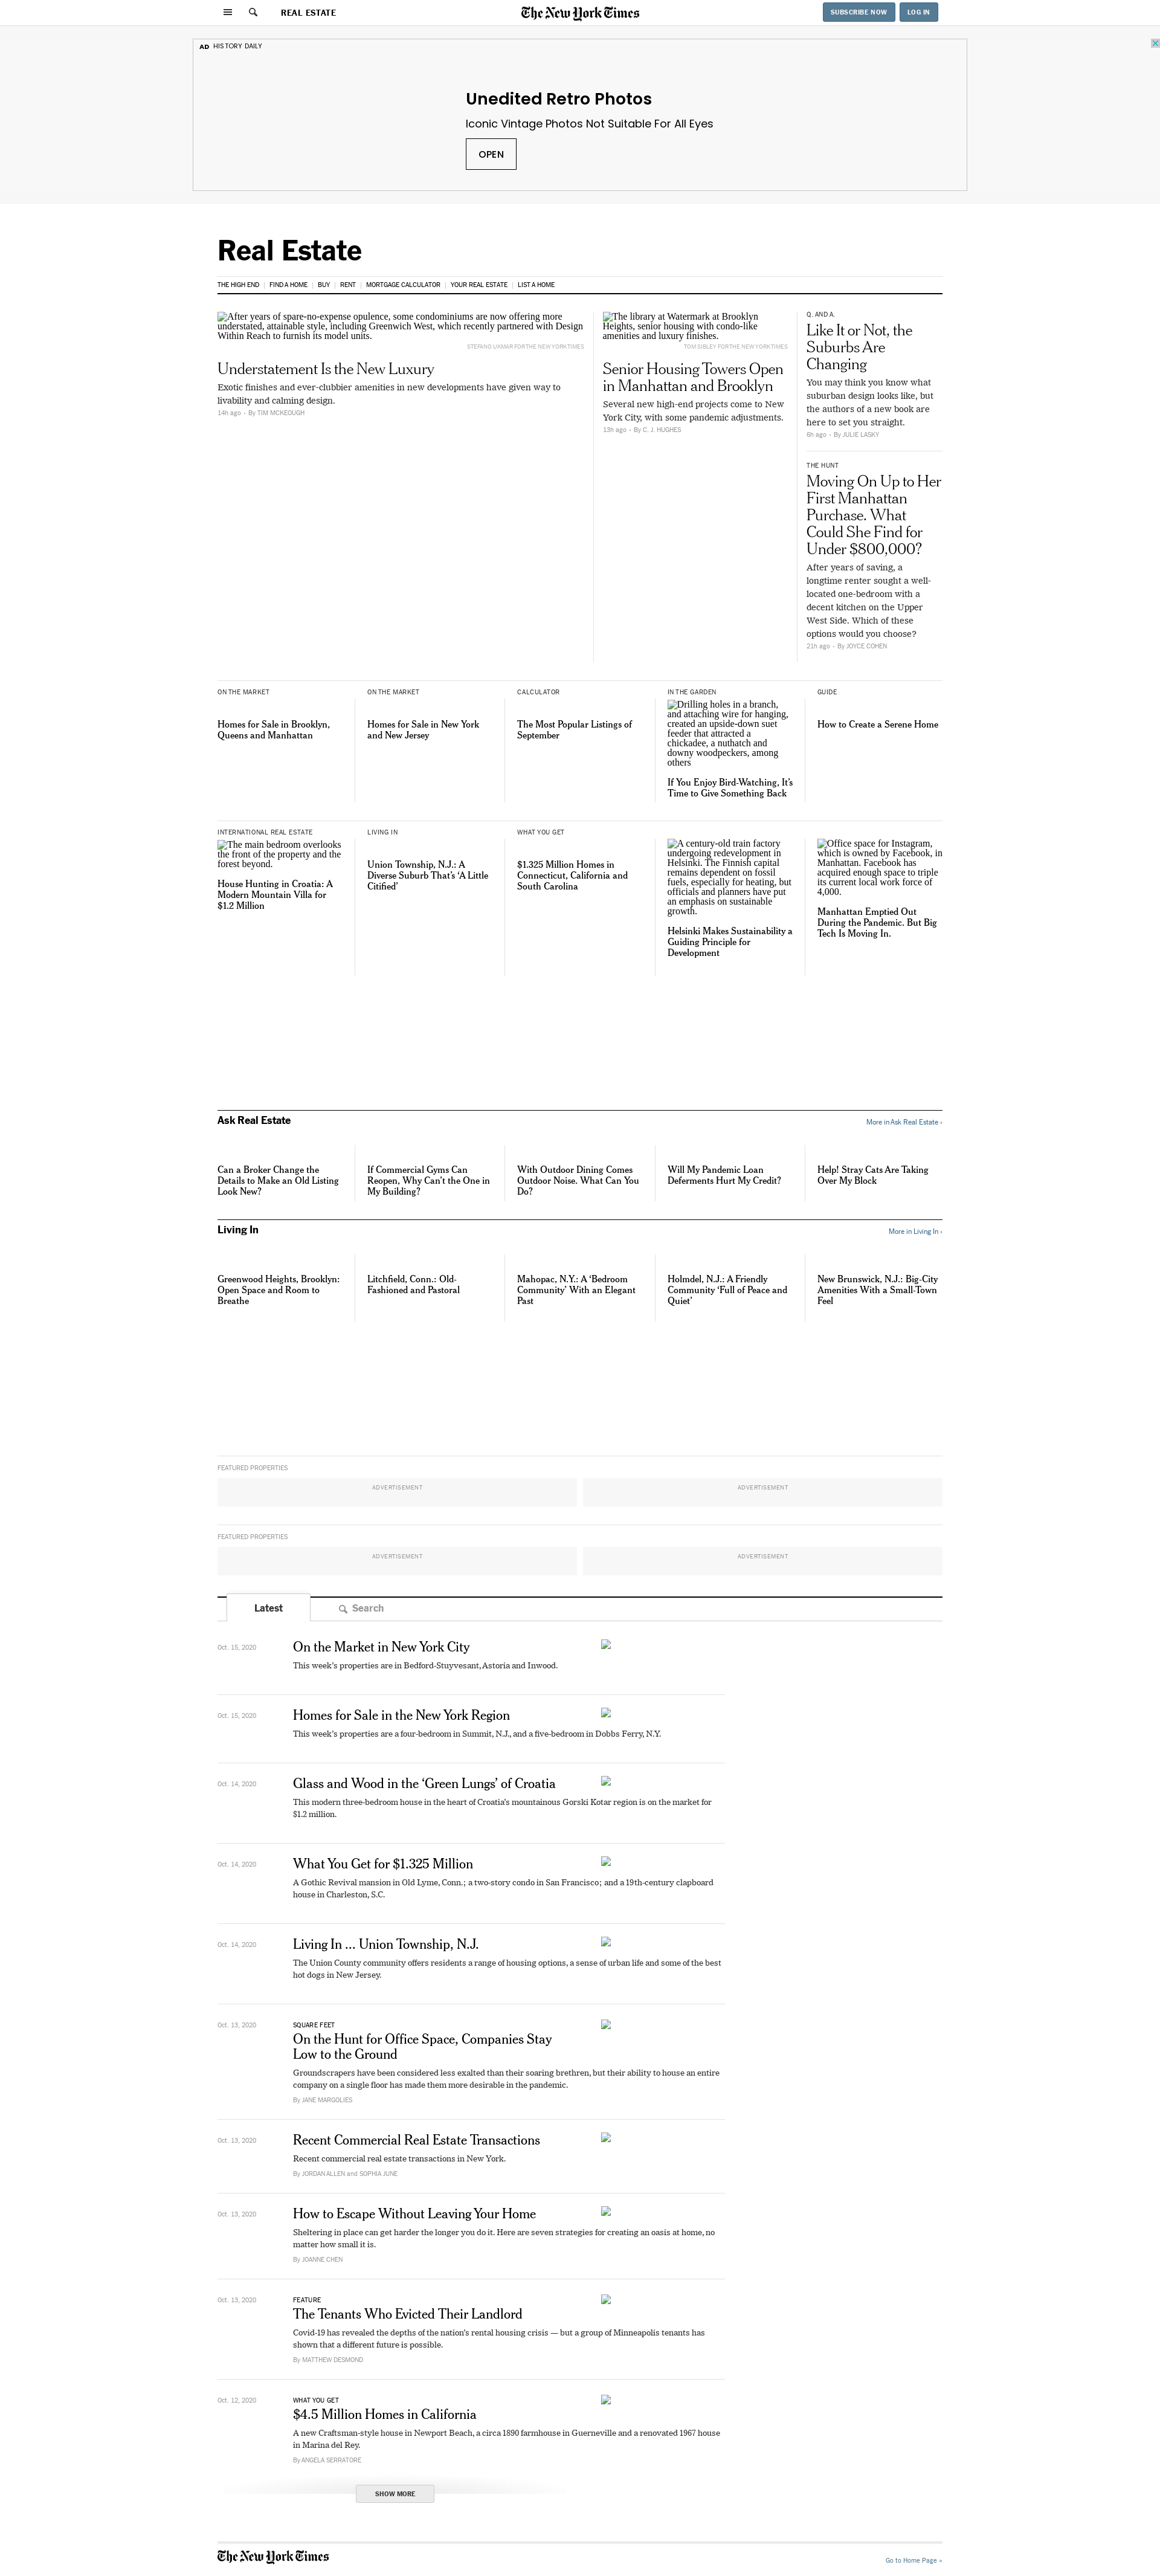 REAL ESTATE
The New York Times
SUBSCRIBE NOW
LOG IN
AD HISTORY DAILY
Unedited Retro Photos
Iconic Vintage Photos Not Suitable For All Eyes
OPEN
Real Estate
THE HIGH END | FIND A HOME | BUY | RENT | MORTGAGE CALCULATOR | YOUR REAL ESTATE | LIST A HOME
After years of spare-no-expense opulence, some condominiums are now offering more
understated, attainable style, including Greenwich West, which recently partnered with Design
Within Reach to furnish its model units.
STEFANO UKMAR FOR THE NEW YORK TIMES
Understatement Is the New Luxury
Exotic finishes and ever-clubbier amenities in new developments have given way to
livability and calming design.
14h ago • By TIM MCKEOUGH
The library at Watermark at Brooklyn
Heights, senior housing with condo-like
amenities and luxury finishes.
TOM SIBLEY FOR THE NEW YORK TIMES
Senior Housing Towers Open
in Manhattan and Brooklyn
Several new high-end projects come to New
York City, with some pandemic adjustments.
13h ago • By C. J. HUGHES
Q. AND A.
Like It or Not, the
Suburbs Are
Changing
You may think you know what
suburban design looks like, but
the authors of a new book are
here to set you straight.
6h ago • By JULIE LASKY
THE HUNT
Moving On Up to Her
First Manhattan
Purchase. What
Could She Find for
Under $800,000?
After years of saving, a
longtime renter sought a well-
located one-bedroom with a
decent kitchen on the Upper
West Side. Which of these
options would you choose?
21h ago • By JOYCE COHEN
ON THE MARKET
Homes for Sale in Brooklyn,
Queens and Manhattan
ON THE MARKET
Homes for Sale in New York
and New Jersey
CALCULATOR
The Most Popular Listings of
September
IN THE GARDEN
Drilling holes in a branch,
and attaching wire for hanging,
created an upside-down suet
feeder that attracted a
chickadee, a nuthatch and
downy woodpeckers, among
others
If You Enjoy Bird-Watching, It's
Time to Give Something Back
GUIDE
How to Create a Serene Home
INTERNATIONAL REAL ESTATE
The main bedroom overlooks
the front of the property and the
forest beyond.
House Hunting in Croatia: A
Modern Mountain Villa for
$1.2 Million
LIVING IN
Union Township, N.J.: A
Diverse Suburb That's ‘A Little
Citified’
WHAT YOU GET
$1.325 Million Homes in
Connecticut, California and
South Carolina
A century-old train factory
undergoing redevelopment in
Helsinki. The Finnish capital
remains dependent on fossil
fuels, especially for heating, but
officials and planners have put
an emphasis on sustainable
growth.
Helsinki Makes Sustainability a
Guiding Principle for
Development
Office space for Instagram,
which is owned by Facebook, in
Manhattan. Facebook has
acquired enough space to triple
its current local work force of
4,000.
Manhattan Emptied Out
During the Pandemic. But Big
Tech Is Moving In.
Ask Real Estate
More in Ask Real Estate ›
Can a Broker Change the
Details to Make an Old Listing
Look New?
If Commercial Gyms Can
Reopen, Why Can't the One in
My Building?
With Outdoor Dining Comes
Outdoor Noise. What Can You
Do?
Will My Pandemic Loan
Deferments Hurt My Credit?
Help! Stray Cats Are Taking
Over My Block
Living In
More in Living In ›
Greenwood Heights, Brooklyn:
Open Space and Room to
Breathe
Litchfield, Conn.: Old-
Fashioned and Pastoral
Mahopac, N.Y.: A ‘Bedroom
Community’ With an Elegant
Past
Holmdel, N.J.: A Friendly
Community ‘Full of Peace and
Quiet’
New Brunswick, N.J.: Big-City
Amenities With a Small-Town
Feel
FEATURED PROPERTIES
ADVERTISEMENT
ADVERTISEMENT
FEATURED PROPERTIES
ADVERTISEMENT
ADVERTISEMENT
Latest
Search
Oct. 15, 2020
On the Market in New York City
This week's properties are in Bedford-Stuyvesant, Astoria and Inwood.
Oct. 15, 2020
Homes for Sale in the New York Region
This week's properties are a four-bedroom in Summit, N.J., and a five-bedroom in Dobbs Ferry, N.Y.
Oct. 14, 2020
Glass and Wood in the ‘Green Lungs’ of Croatia
This modern three-bedroom house in the heart of Croatia's mountainous Gorski Kotar region is on the market for
$1.2 million.
Oct. 14, 2020
What You Get for $1.325 Million
A Gothic Revival mansion in Old Lyme, Conn.; a two-story condo in San Francisco; and a 19th-century clapboard
house in Charleston, S.C.
Oct. 14, 2020
Living In ... Union Township, N.J.
The Union County community offers residents a range of housing options, a sense of urban life and some of the best
hot dogs in New Jersey.
Oct. 13, 2020
SQUARE FEET
On the Hunt for Office Space, Companies Stay
Low to the Ground
Groundscrapers have been considered less exalted than their soaring brethren, but their ability to house an entire
company on a single floor has made them more desirable in the pandemic.
By JANE MARGOLIES
Oct. 13, 2020
Recent Commercial Real Estate Transactions
Recent commercial real estate transactions in New York.
By JORDAN ALLEN and SOPHIA JUNE
Oct. 13, 2020
How to Escape Without Leaving Your Home
Sheltering in place can get harder the longer you do it. Here are seven strategies for creating an oasis at home, no
matter how small it is.
By JOANNE CHEN
Oct. 13, 2020
FEATURE
The Tenants Who Evicted Their Landlord
Covid-19 has revealed the depths of the nation's rental housing crisis — but a group of Minneapolis tenants has
shown that a different future is possible.
By MATTHEW DESMOND
Oct. 12, 2020
WHAT YOU GET
$4.5 Million Homes in California
A new Craftsman-style house in Newport Beach, a circa 1890 farmhouse in Guerneville and a renovated 1967 house
in Marina del Rey.
By ANGELA SERRATORE
SHOW MORE
The New York Times
Go to Home Page »